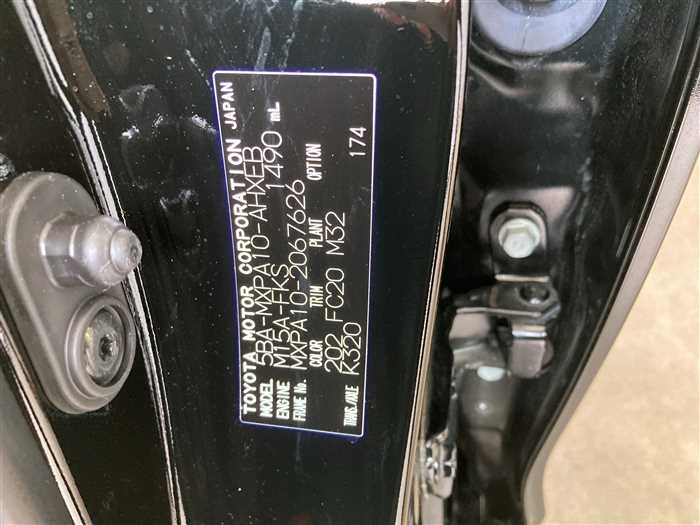 TOYOTA MOTOR CORPORATION JAPAN
MODEL 5BA-MXPA10-AHXEB
ENGINE M15A-FKS 1490 mL
FRAME No. MXPA10-2067626
COLOR TRIM PLANT OPTION
202 FC20 M32
TRANS./AXLE K320 174